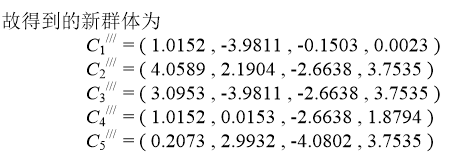 故得到的新群体为
C₁/// = ( 1.0152 , -3.9811 , -0.1503 , 0.0023 )
C₂/// = ( 4.0589 , 2.1904 , -2.6638 , 3.7535 )
C₃/// = ( 3.0953 , -3.9811 , -2.6638 , 3.7535 )
C₄/// = ( 1.0152 , 0.0153 , -2.6638 , 1.8794 )
C₅/// = ( 0.2073 , 2.9932 , -4.0802 , 3.7535 )